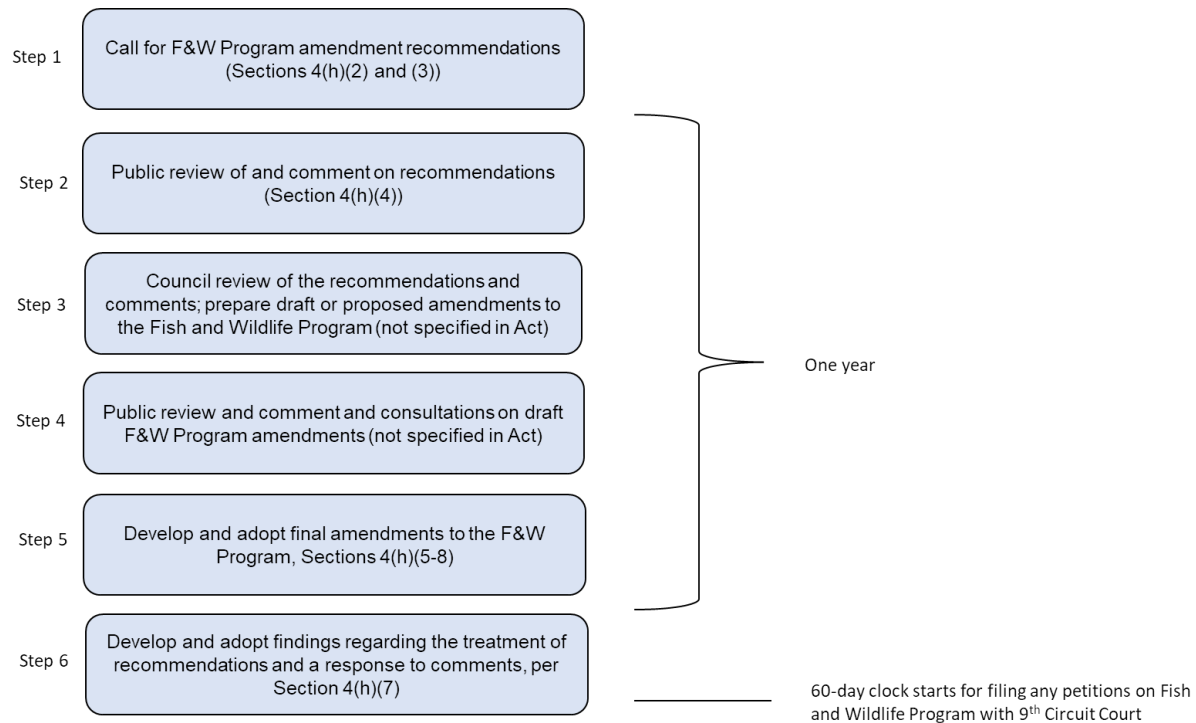 Step 1
Call for F&W Program amendment recommendations
(Sections 4(h)(2) and (3))
Step 2
Public review of and comment on recommendations
(Section 4(h)(4))
Step 3
Council review of the recommendations and
comments; prepare draft or proposed amendments to
the Fish and Wildlife Program (not specified in Act)
One year
Step 4
Public review and comment and consultations on draft
F&W Program amendments (not specified in Act)
Step 5
Develop and adopt final amendments to the F&W
Program, Sections 4(h)(5-8)
Step 6
Develop and adopt findings regarding the treatment of
recommendations and a response to comments, per
Section 4(h)(7)
60-day clock starts for filing any petitions on Fish
and Wildlife Program with 9th Circuit Court